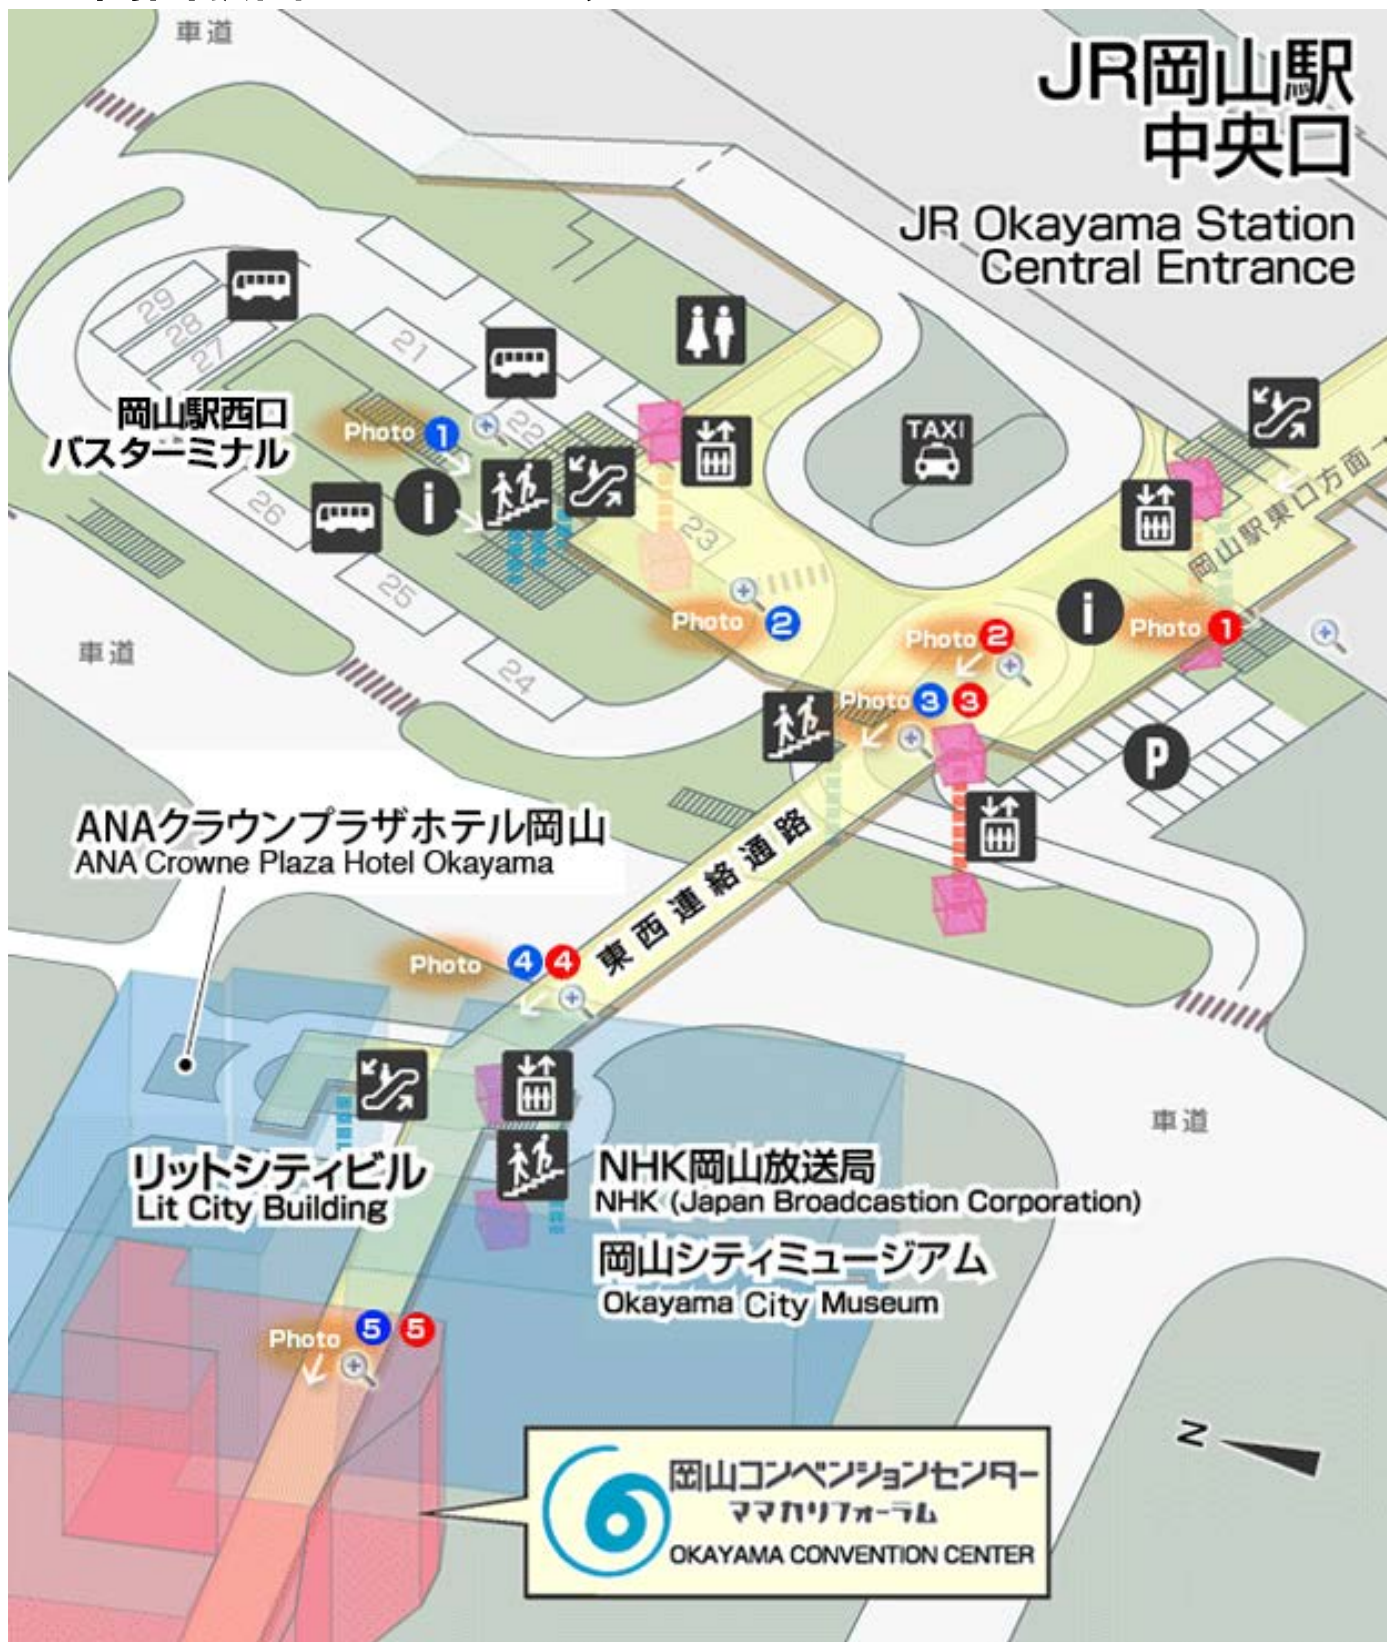 車道
JR岡山駅
中央口
JR Okayama Station
Central Entrance
29
28
27
21
22
岡山駅西口
バスターミナル
Photo 1
TAXI
26
23
25
24
岡山駅東口方面→
Photo 2
Photo 2
Photo 1
車道
Photo 3 3
P
ANAクラウンプラザホテル岡山
ANA Crowne Plaza Hotel Okayama
東西連絡通路
Photo 4 4
車道
リットシティビル
Lit City Building
NHK岡山放送局
NHK (Japan Broadcastion Corporation)
岡山シティミュージアム
Okayama City Museum
Photo 5 5
N
岡山コンベンションセンター
ママカリフォーラム
OKAYAMA CONVENTION CENTER